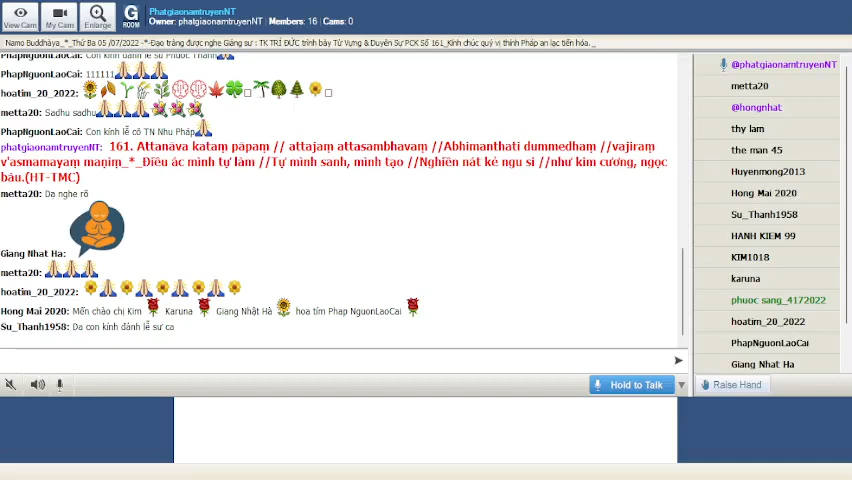 View Cam
My Cam
Enlarge
G
ROOM
PhatgiaonamtruyenNT
Owner: phatgiaonamtruyenNT | Members: 16 | Cams: 0
Namo Buddhàya_*_Thứ Ba 05 /07/2022 -*-Đạo tràng được nghe Giảng sư : TK TRÍ ĐỨC trình bày Từ Vựng & Duyên Sự PCK Số 161_Kính chúc quý vị thính Pháp an lạc tiến hóa. _
PhapNguonLaoCai: Con kính đảnh lễ sư Phước Thành
PhapNguonLaoCai: 111111
hoatim_20_2022:
metta20: Sadhu sadhu
PhapNguonLaoCai: Con kính lễ cô TN Nhu Pháp
phatgiaonamtruyenNT: 161. Attanāva kataṃ pāpaṃ // attajaṃ attasambhavaṃ //Abhimanthati dummedhaṃ //vajiraṃ
v'asmamayaṃ maṇiṃ_*_Điều ác mình tự làm //Tự mình sanh, mình tạo //Nghiền nát kẻ ngu si //như kim cương, ngọc
báu.(HT-TMC)
metta20: Dạ nghe rõ
Giang Nhat Ha:
metta20:
hoatim_20_2022:
Hong Mai 2020: Mến chào chị Kim Karuna Giang Nhật Hà hoa tím Phap NguonLaoCai
Su_Thanh1958: Da con kính đảnh lễ sư ca
Hold to Talk
@phatgiaonamtruyenNT
metta20
@hongnhat
thy lam
the man 45
Huyenmong2013
Hong Mai 2020
Su_Thanh1958
HANH KIEM 99
KIM1018
karuna
phuoc sang_4172022
hoatim_20_2022
PhapNguonLaoCai
Giang Nhat Ha
Raise Hand